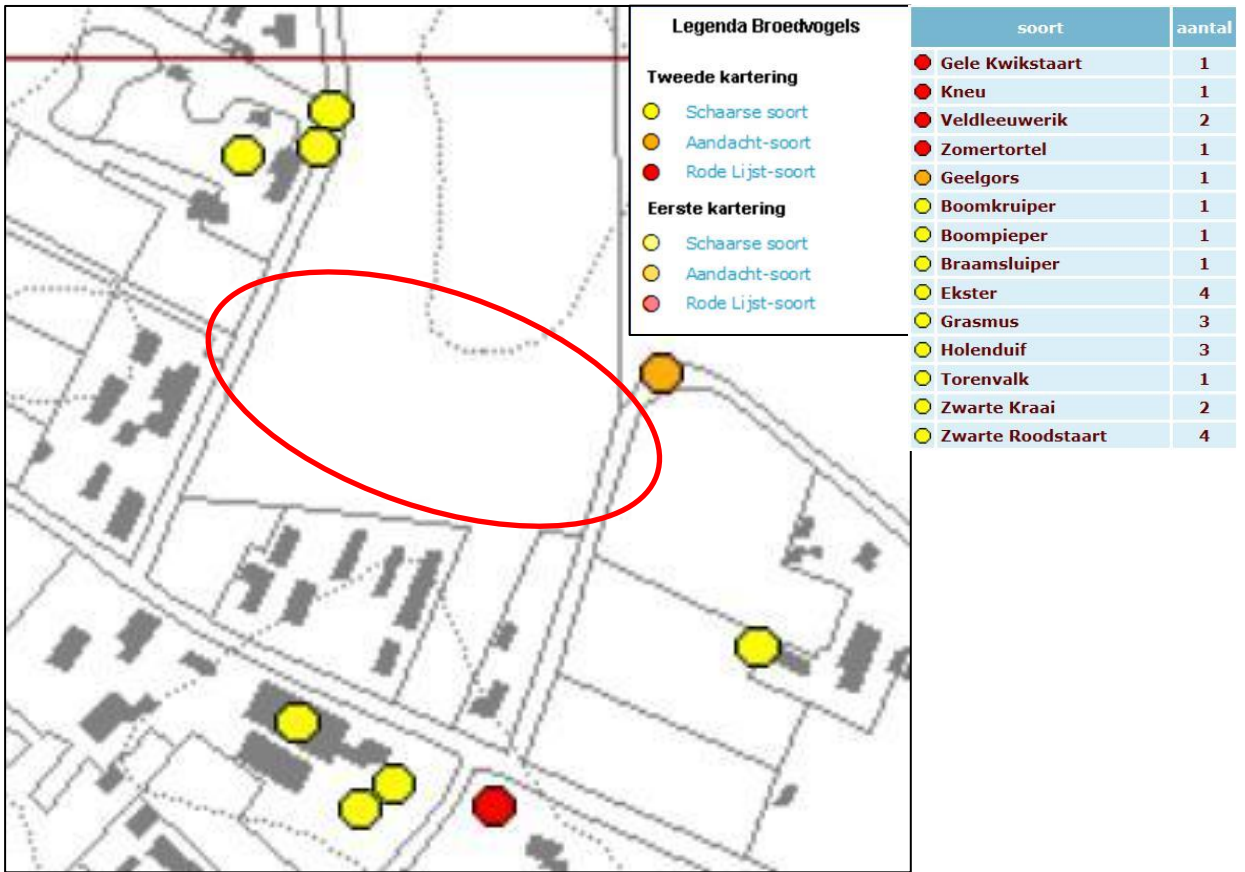 Legenda Broedvogels
Tweede kartering
Schaarse soort
Aandacht-soort
Rode Lijst-soort
Eerste kartering
Schaarse soort
Aandacht-soort
Rode Lijst-soort
soort aantal
Gele Kwikstaart 1
Kneu 1
Veldleeuwerik 2
Zomertortel 1
Geelgors 1
Boomkruiper 1
Boompieper 1
Braamsluiper 1
Ekster 4
Grasmus 3
Holenduif 3
Torenvalk 1
Zwarte Kraai 2
Zwarte Roodstaart 4